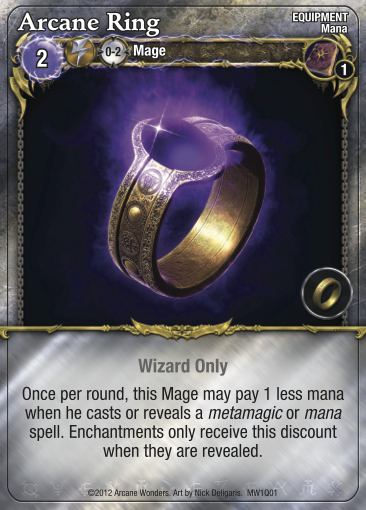 Arcane Ring
EQUIPMENT
Mana
2
0-2
Mage
1
Wizard Only
Once per round, this Mage may pay 1 less mana
when he casts or reveals a metamagic or mana
spell. Enchantments only receive this discount
when they are revealed.
©2012 Arcane Wonders. Art by Nick Deligaris. MW1Q01